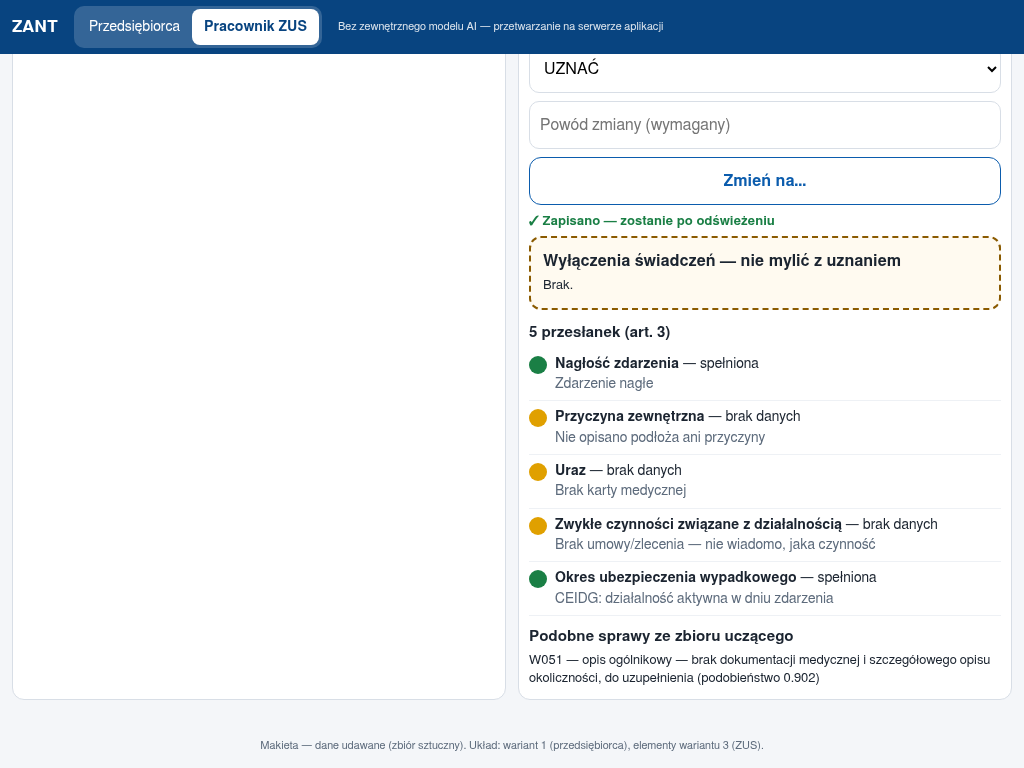 ZANT
Przedsiębiorca
Pracownik ZUS
Bez zewnętrznego modelu AI — przetwarzanie na serwerze aplikacji
UZNAĆ
Powód zmiany (wymagany)
Zmień na...
✓ Zapisano — zostanie po odświeżeniu
Wyłączenia świadczeń — nie mylić z uznaniem
Brak.
5 przesłanek (art. 3)
Nagłość zdarzenia — spełniona
Zdarzenie nagłe
Przyczyna zewnętrzna — brak danych
Nie opisano podłoża ani przyczyny
Uraz — brak danych
Brak karty medycznej
Zwykłe czynności związane z działalnością — brak danych
Brak umowy/zlecenia — nie wiadomo, jaka czynność
Okres ubezpieczenia wypadkowego — spełniona
CEIDG: działalność aktywna w dniu zdarzenia
Podobne sprawy ze zbioru uczącego
W051 — opis ogólnikowy — brak dokumentacji medycznej i szczegółowego opisu
okoliczności, do uzupełnienia (podobieństwo 0.902)
Makieta — dane udawane (zbiór sztuczny). Układ: wariant 1 (przedsiębiorca), elementy wariantu 3 (ZUS).